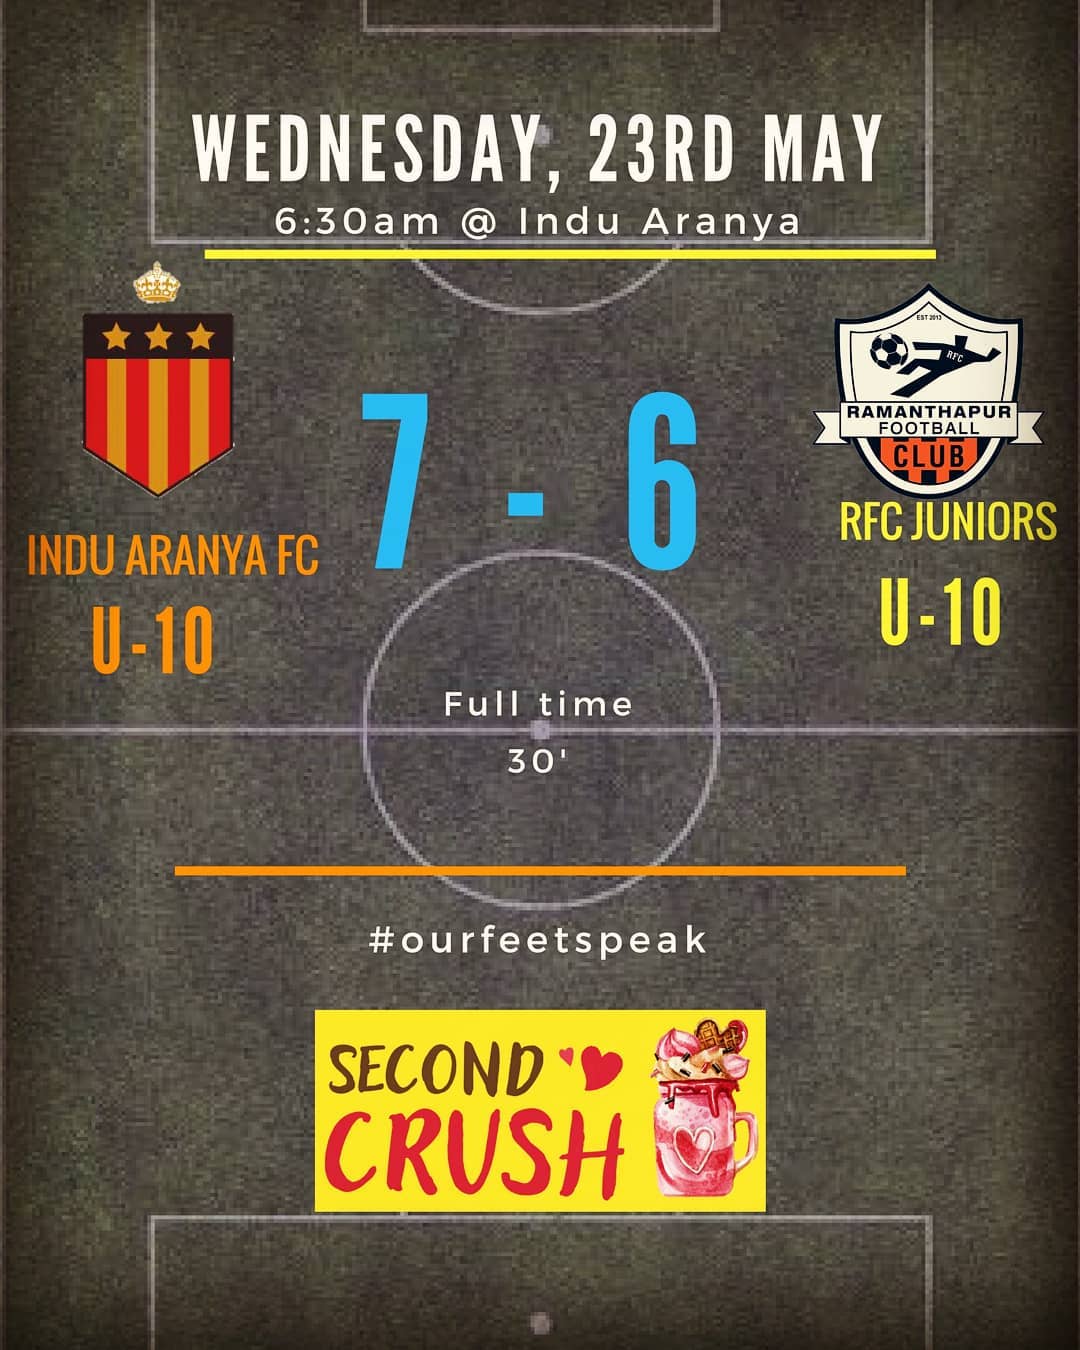 WEDNESDAY, 23RD MAY
6:30am @ Indu Aranya
INDU ARANYA FC
U-10
7 - 6
EST 2013
RFC
RAMANTHAPUR
FOOTBALL
CLUB
RFC JUNIORS
U-10
Full time
30'
#ourfeetspeak
SECOND
CRUSH